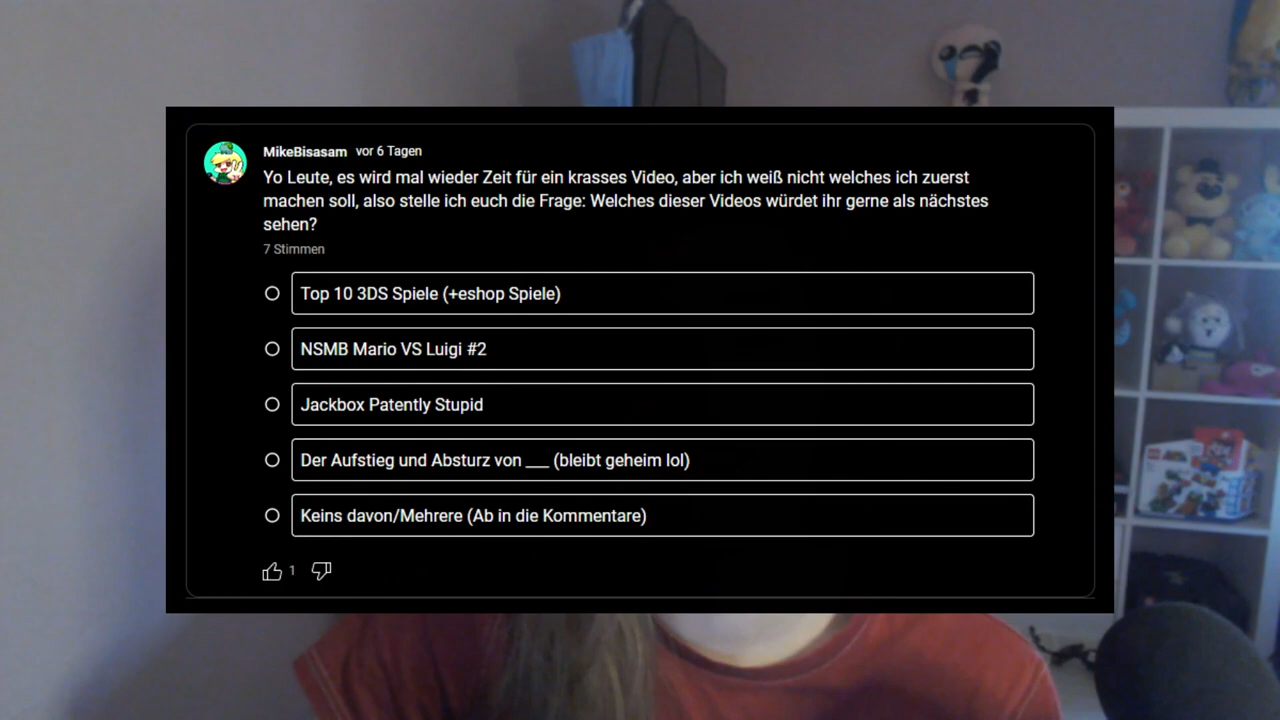 MikeBisasam vor 6 Tagen
Yo Leute, es wird mal wieder Zeit für ein krasses Video, aber ich weiß nicht welches ich zuerst
machen soll, also stelle ich euch die Frage: Welches dieser Videos würdet ihr gerne als nächstes
sehen?
7 Stimmen
Top 10 3DS Spiele (+eshop Spiele)
NSMB Mario VS Luigi #2
Jackbox Patently Stupid
Der Aufstieg und Absturz von ___ (bleibt geheim lol)
Keins davon/Mehrere (Ab in die Kommentare)
1